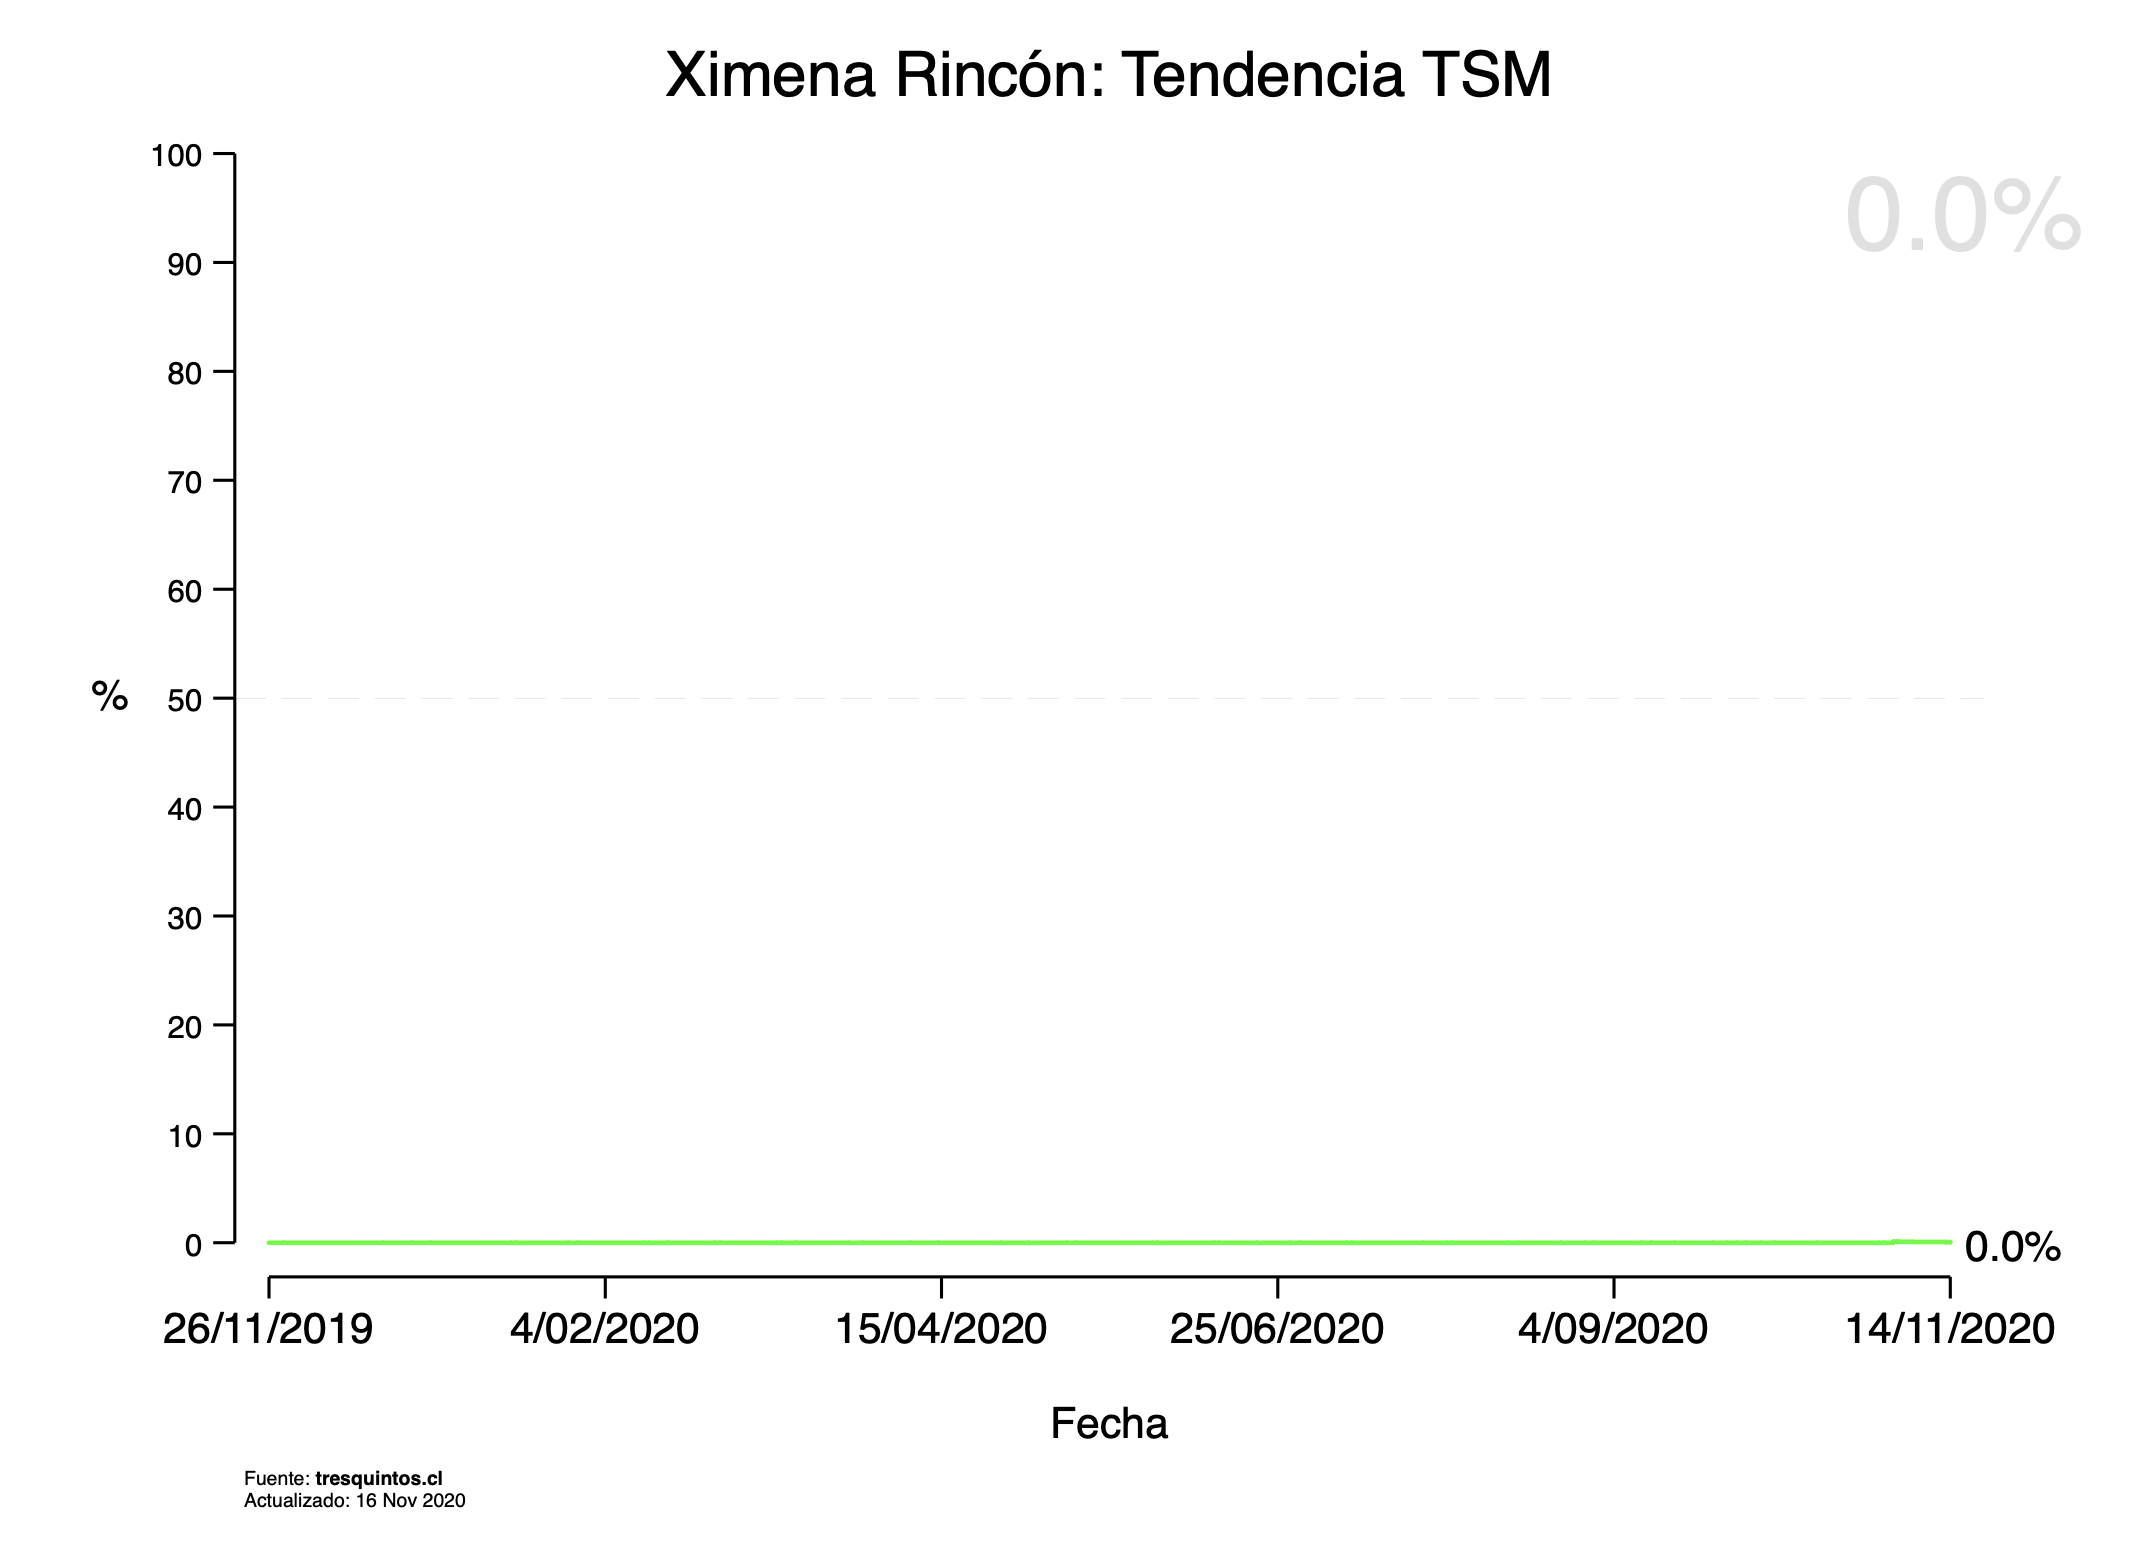 Ximena Rincón: Tendencia TSM
0.0%
100
90
80
70
60
50
40
30
20
10
0
%
0.0%
26/11/2019 4/02/2020 15/04/2020 25/06/2020 4/09/2020 14/11/2020
Fecha
Fuente: tresquintos.cl
Actualizado: 16 Nov 2020